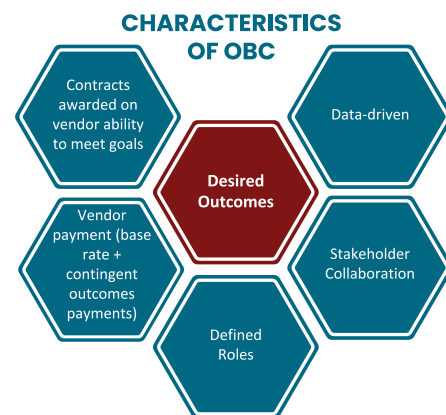 CHARACTERISTICS
OF OBC
Contracts
awarded on
vendor ability
to meet goals
Data-driven
Desired
Outcomes
Vendor
payment (base
rate +
contingent
outcomes
payments)
Stakeholder
Collaboration
Defined
Roles